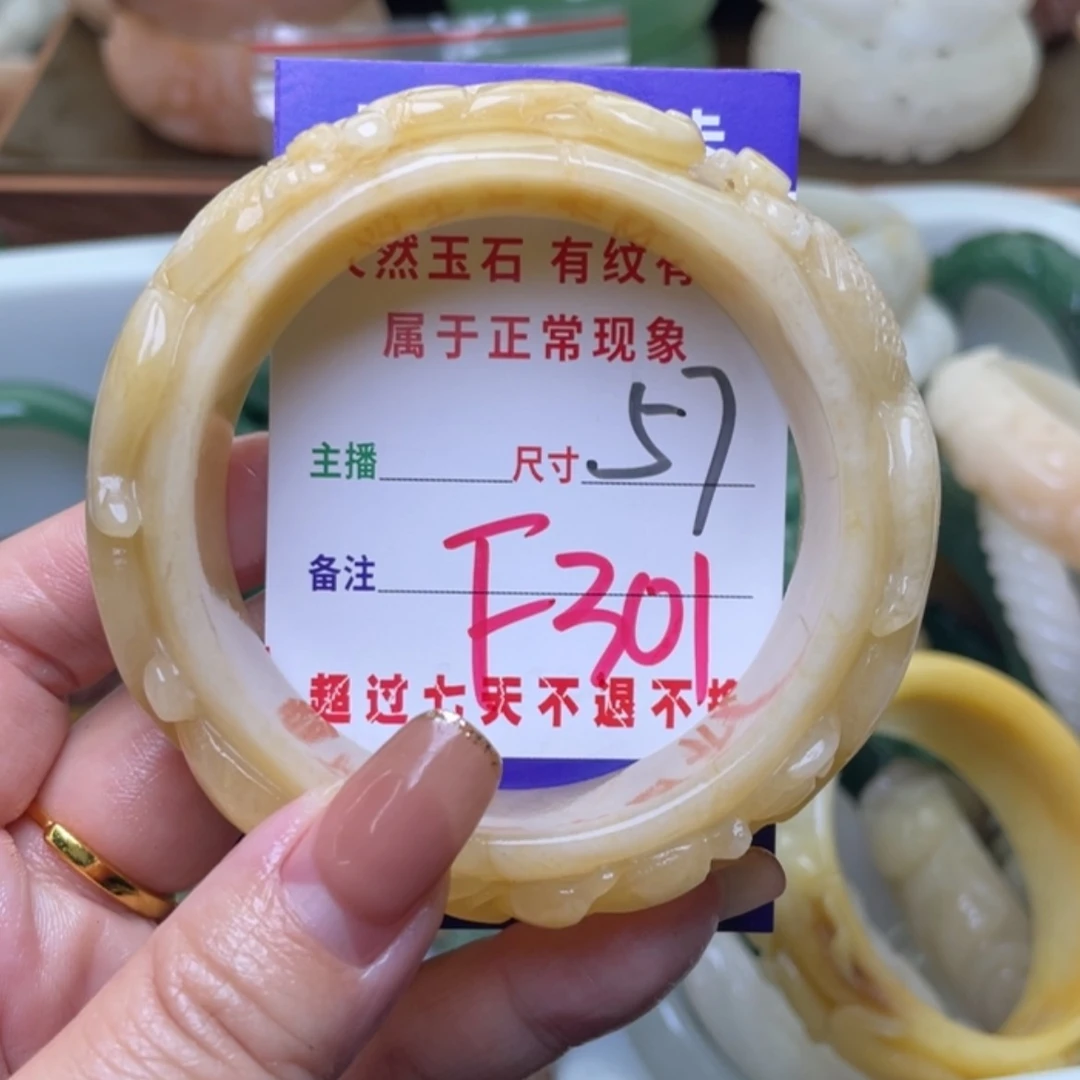 然玉石 有纹
属于正常现象
主播 尺寸 57
备注 F301
超过七天不退不